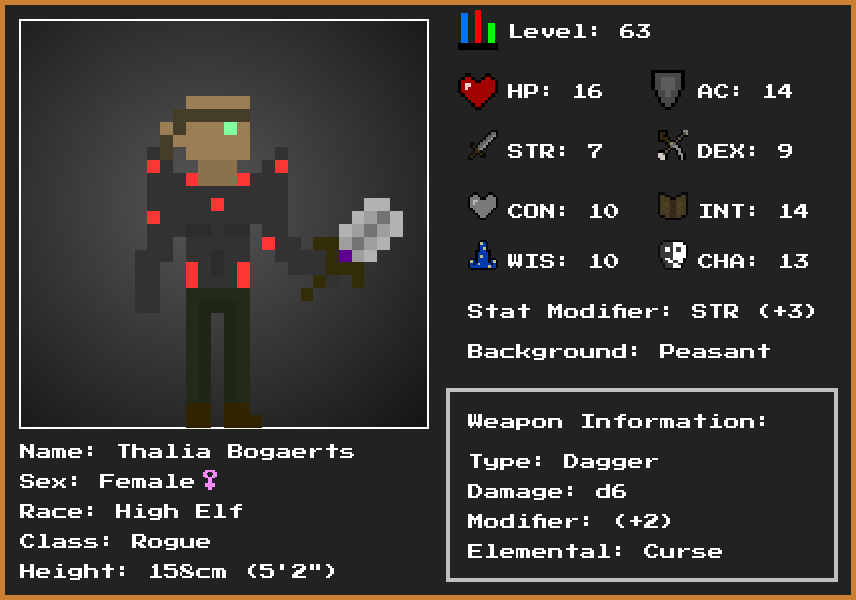 Level: 63
HP: 16
AC: 14
STR: 7
DEX: 9
CON: 10
INT: 14
WIS: 10
CHA: 13
Stat Modifier: STR (+3)
Background: Peasant
Weapon Information:
Type: Dagger
Damage: d6
Modifier: (+2)
Elemental: Curse
Name: Thalia Bogaerts
Sex: Female♀
Race: High Elf
Class: Rogue
Height: 158cm (5'2")